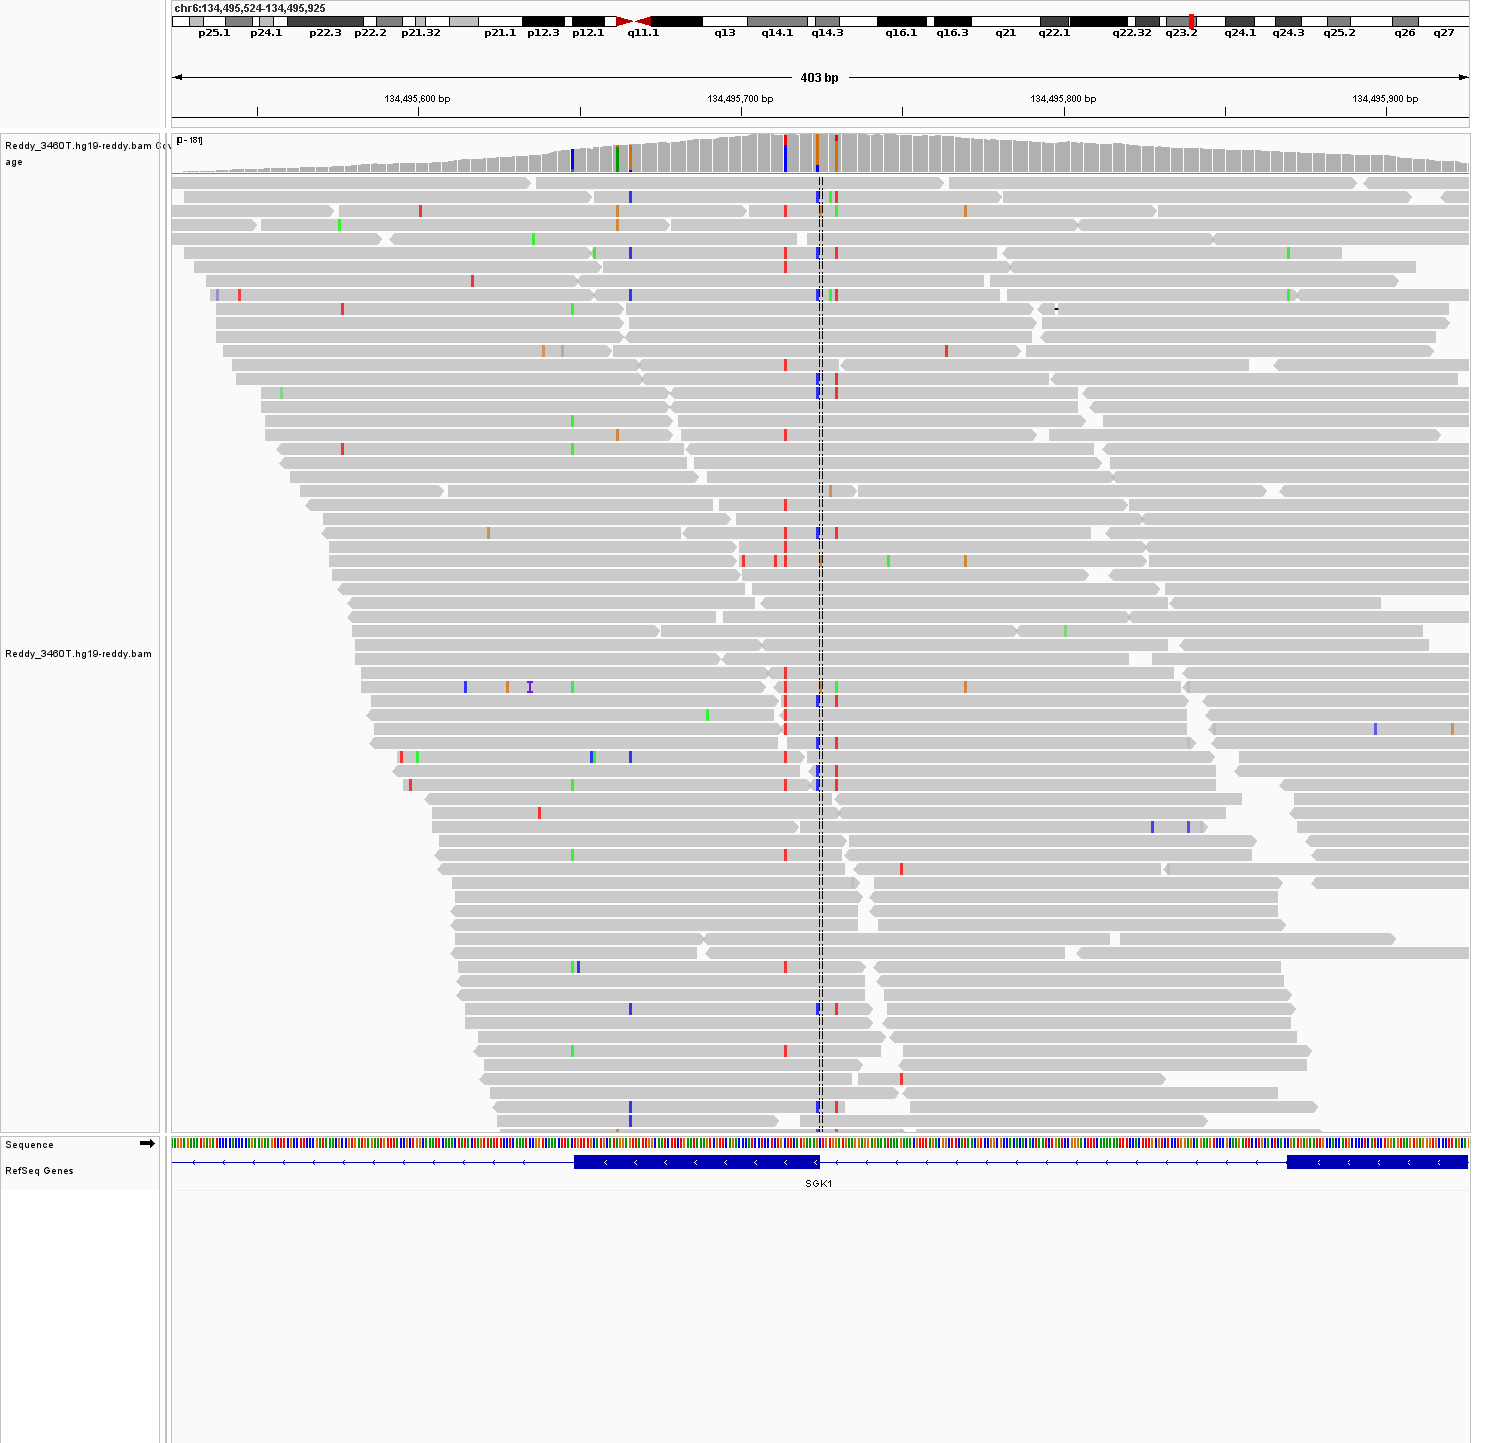 chr6:134,495,524-134,495,925
p25.1 p24.1 p22.3 p22.2 p21.32 p21.1 p12.3 p12.1 q11.1 q13 q14.1 q14.3 q16.1 q16.3 q21 q22.1 q22.32 q23.2 q24.1 q24.3 q25.2 q26 q27
403 bp
134,495,600 bp 134,495,700 bp 134,495,800 bp 134,495,900 bp
[0 - 181]
Reddy_3460T.hg19-reddy.bam Cov
age
Reddy_3460T.hg19-reddy.bam
Sequence
RefSeq Genes
SGK1